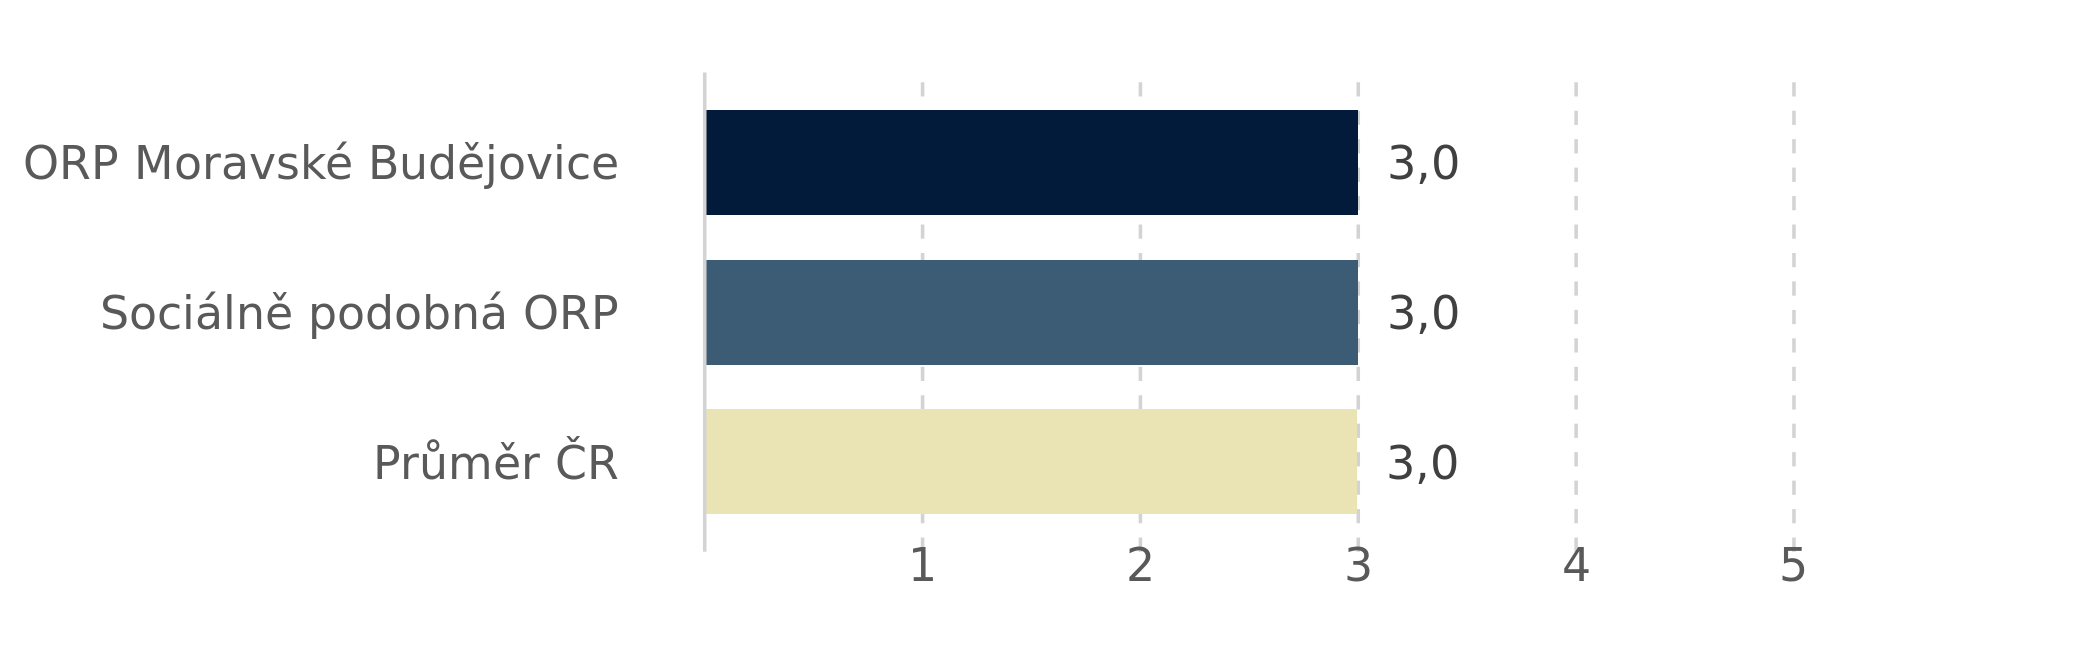 ORP Moravské Budějovice 3,0
Sociálně podobná ORP 3,0
Průměr ČR 3,0
1 2 3 4 5